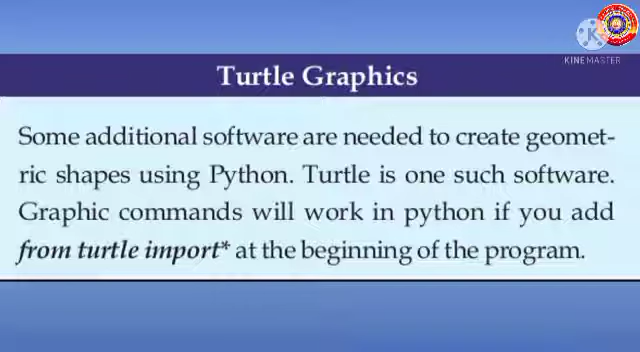 KINEMASTER
Turtle Graphics
Some additional software are needed to create geomet-
ric shapes using Python. Turtle is one such software.
Graphic commands will work in python if you add
from turtle import* at the beginning of the program.